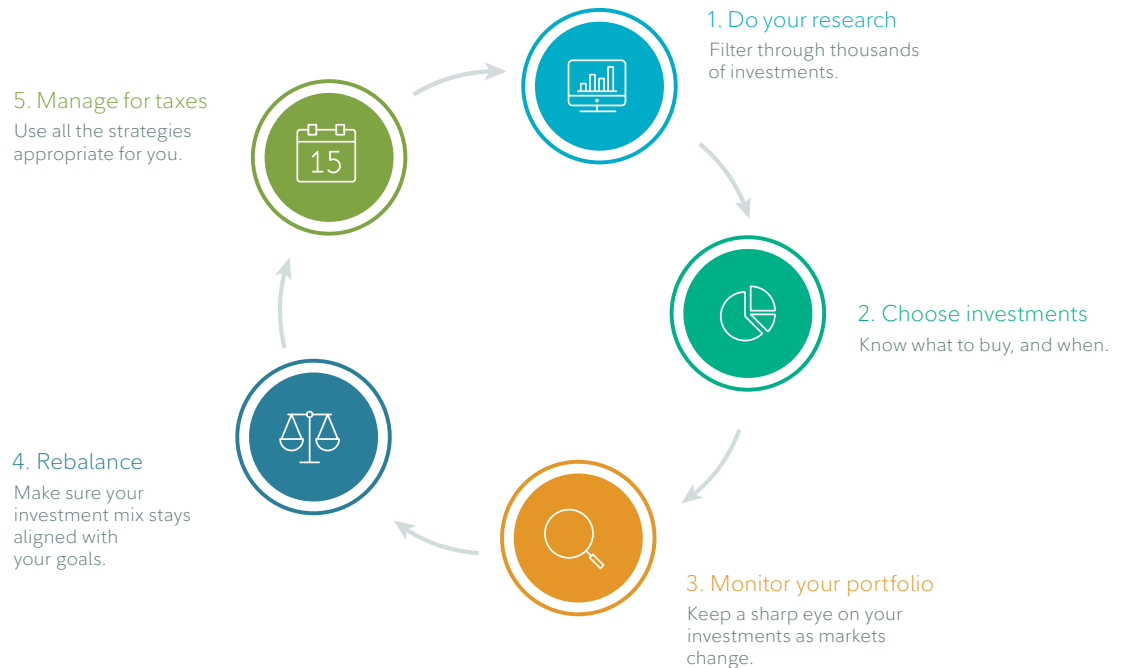 1. Do your research
Filter through thousands
of investments.
2. Choose investments
Know what to buy, and when.
3. Monitor your portfolio
Keep a sharp eye on your
investments as markets
change.
4. Rebalance
Make sure your
investment mix stays
aligned with
your goals.
5. Manage for taxes
Use all the strategies
appropriate for you.
15